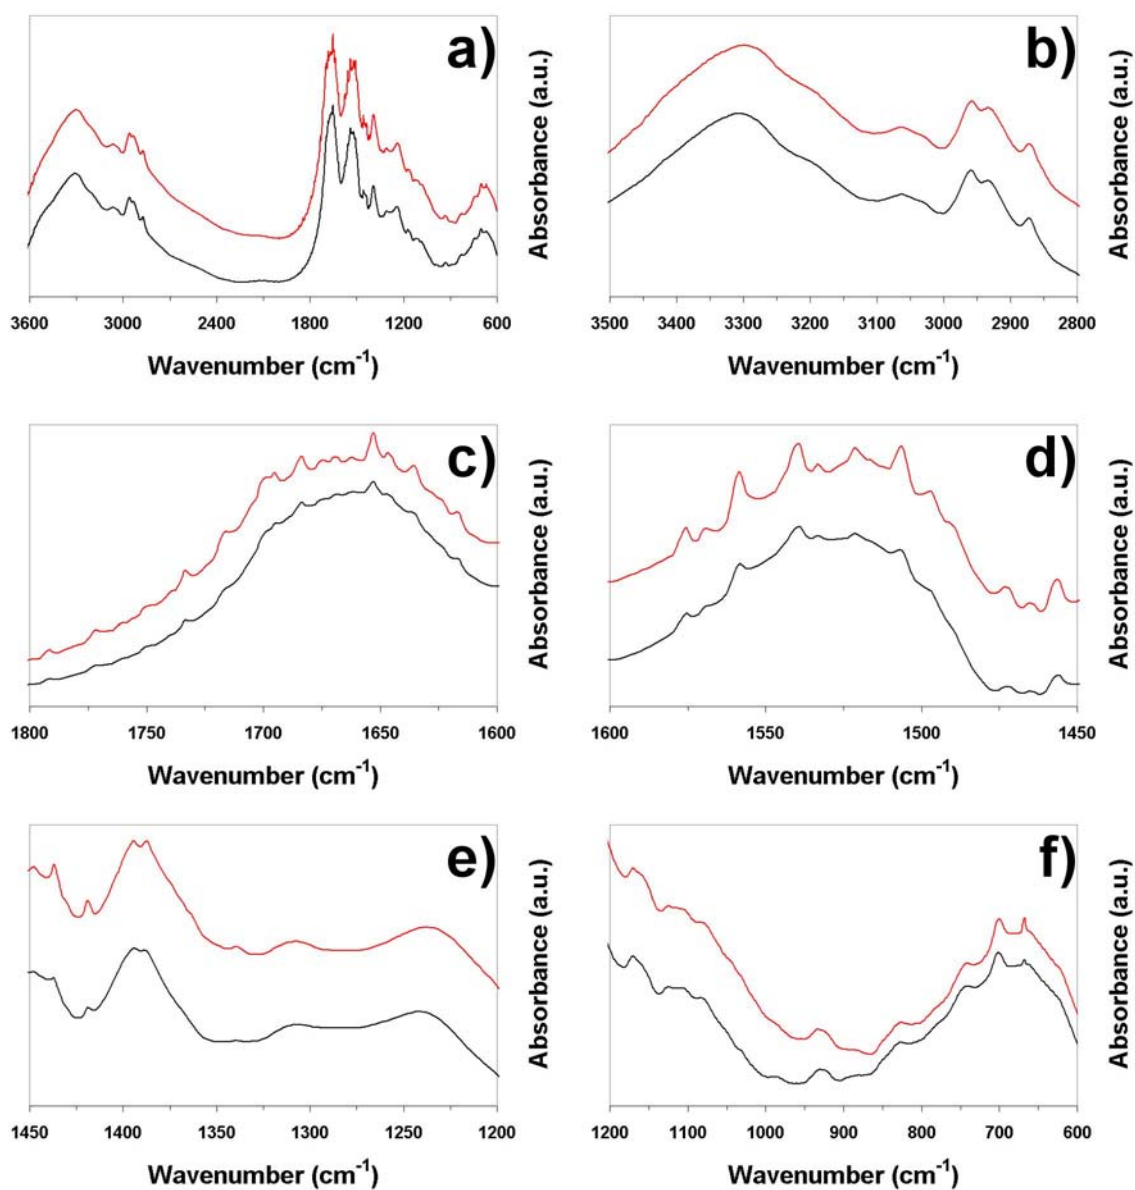 a)
Absorbance (a.u.)
3600 3000 2400 1800 1200 600
Wavenumber (cm-1)
b)
Absorbance (a.u.)
3500 3400 3300 3200 3100 3000 2900 2800
Wavenumber (cm-1)
c)
Absorbance (a.u.)
1800 1750 1700 1650 1600
Wavenumber (cm-1)
d)
Absorbance (a.u.)
1600 1550 1500 1450
Wavenumber (cm-1)
e)
Absorbance (a.u.)
1450 1400 1350 1300 1250 1200
Wavenumber (cm-1)
f)
Absorbance (a.u.)
1200 1100 1000 900 800 700 600
Wavenumber (cm-1)